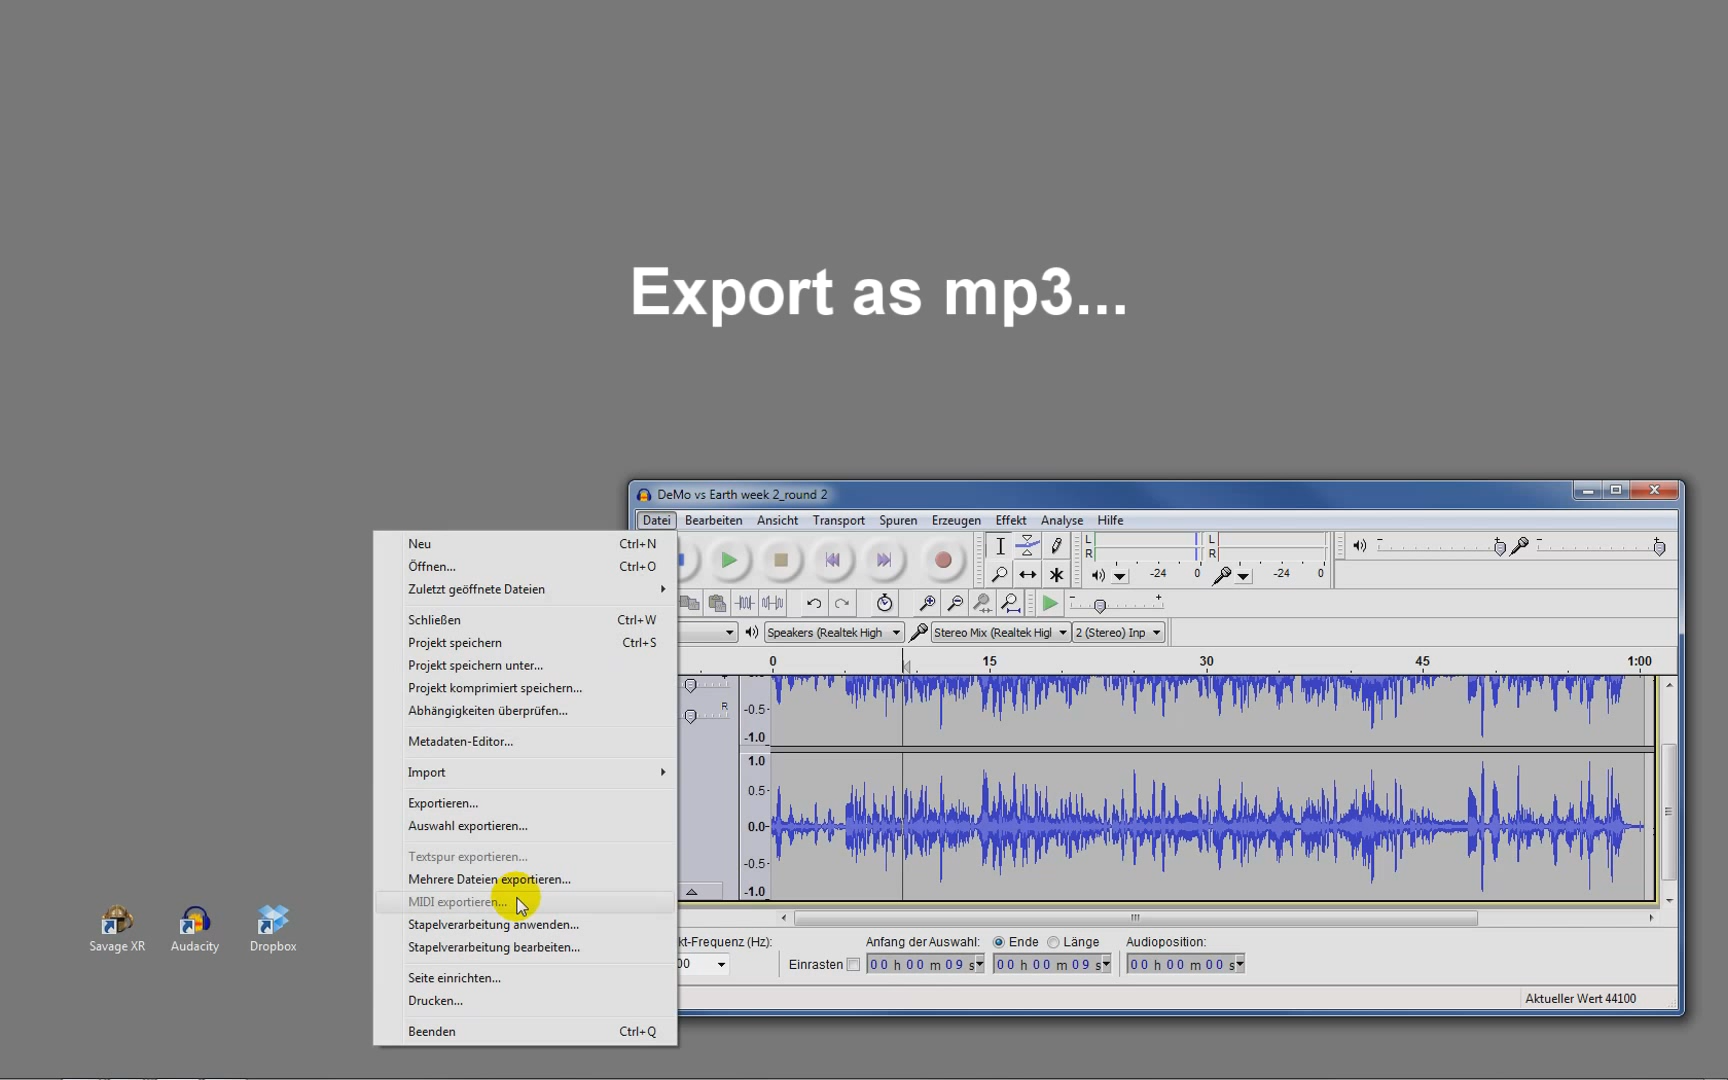 Export as mp3...
DeMo vs Earth week 2_round 2
Datei Bearbeiten Ansicht Transport Spuren Erzeugen Effekt Analyse Hilfe
Neu Ctrl+N
Öffnen... Ctrl+O
Zuletzt geöffnete Dateien
Schließen Ctrl+W
Projekt speichern Ctrl+S
Projekt speichern unter...
Projekt komprimiert speichern...
Abhängigkeiten überprüfen...
Metadaten-Editor...
Import
Exportieren...
Auswahl exportieren...
Textspur exportieren...
Mehrere Dateien exportieren...
MIDI exportieren...
Stapelverarbeitung anwenden...
Stapelverarbeitung bearbeiten...
Seite einrichten...
Drucken...
Beenden Ctrl+Q
L L
R R
-24 0 -24 0
Speakers (Realtek High Stereo Mix (Realtek Higl 2 (Stereo) Inp
0 15 30 45 1:00
R
-0.5
-1.0
1.0
0.5
0.0
-0.5
-1.0
kt-Frequenz (Hz): Anfang der Auswahl: Ende Länge Audioposition:
00 Einrasten 00 h 00 m 09 s 00 h 00 m 09 s 00 h 00 m 00 s
Aktueller Wert 44100
Savage XR Audacity Dropbox